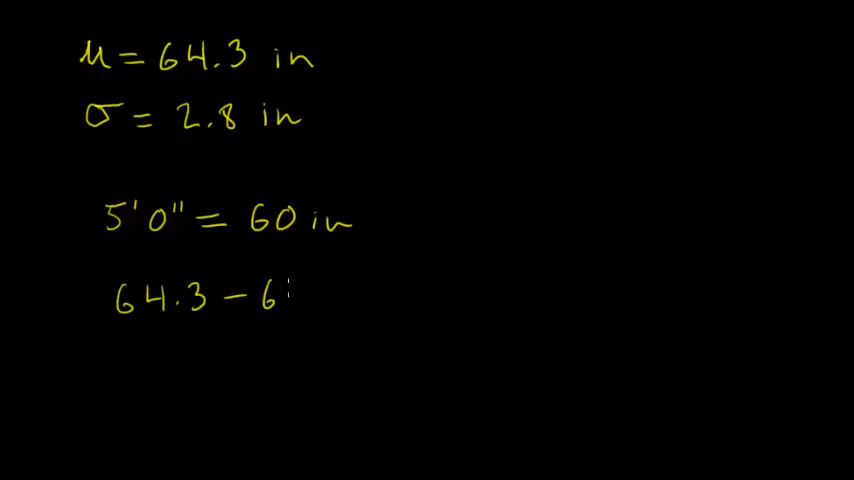 μ = 64.3 in
σ = 2.8 in
5'0" = 60 in
64.3 – 6